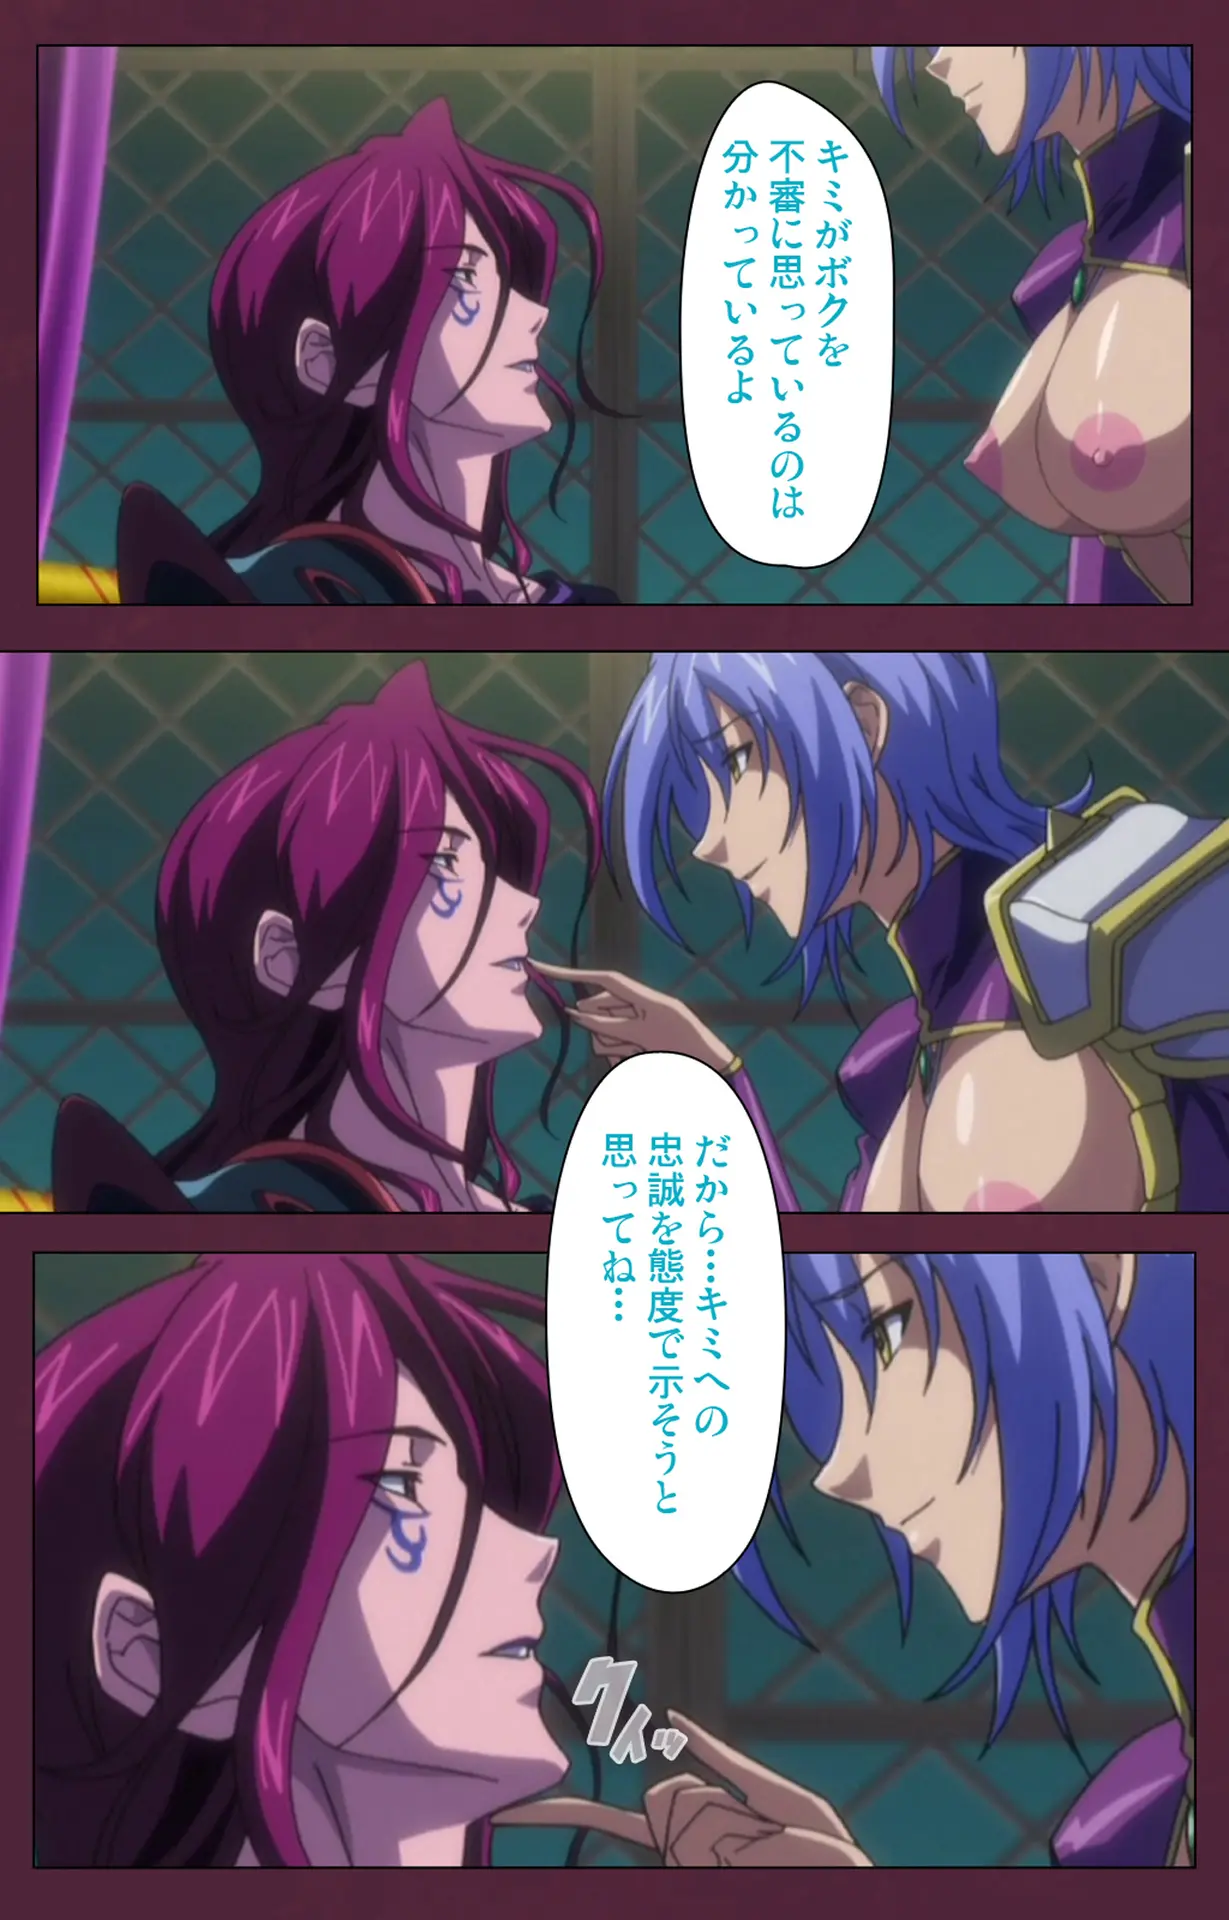 キミがボクを
不審に思っているのは
分かっているよ
だから…キミへの
忠誠を態度で示そうと
思ってね…
クイッ